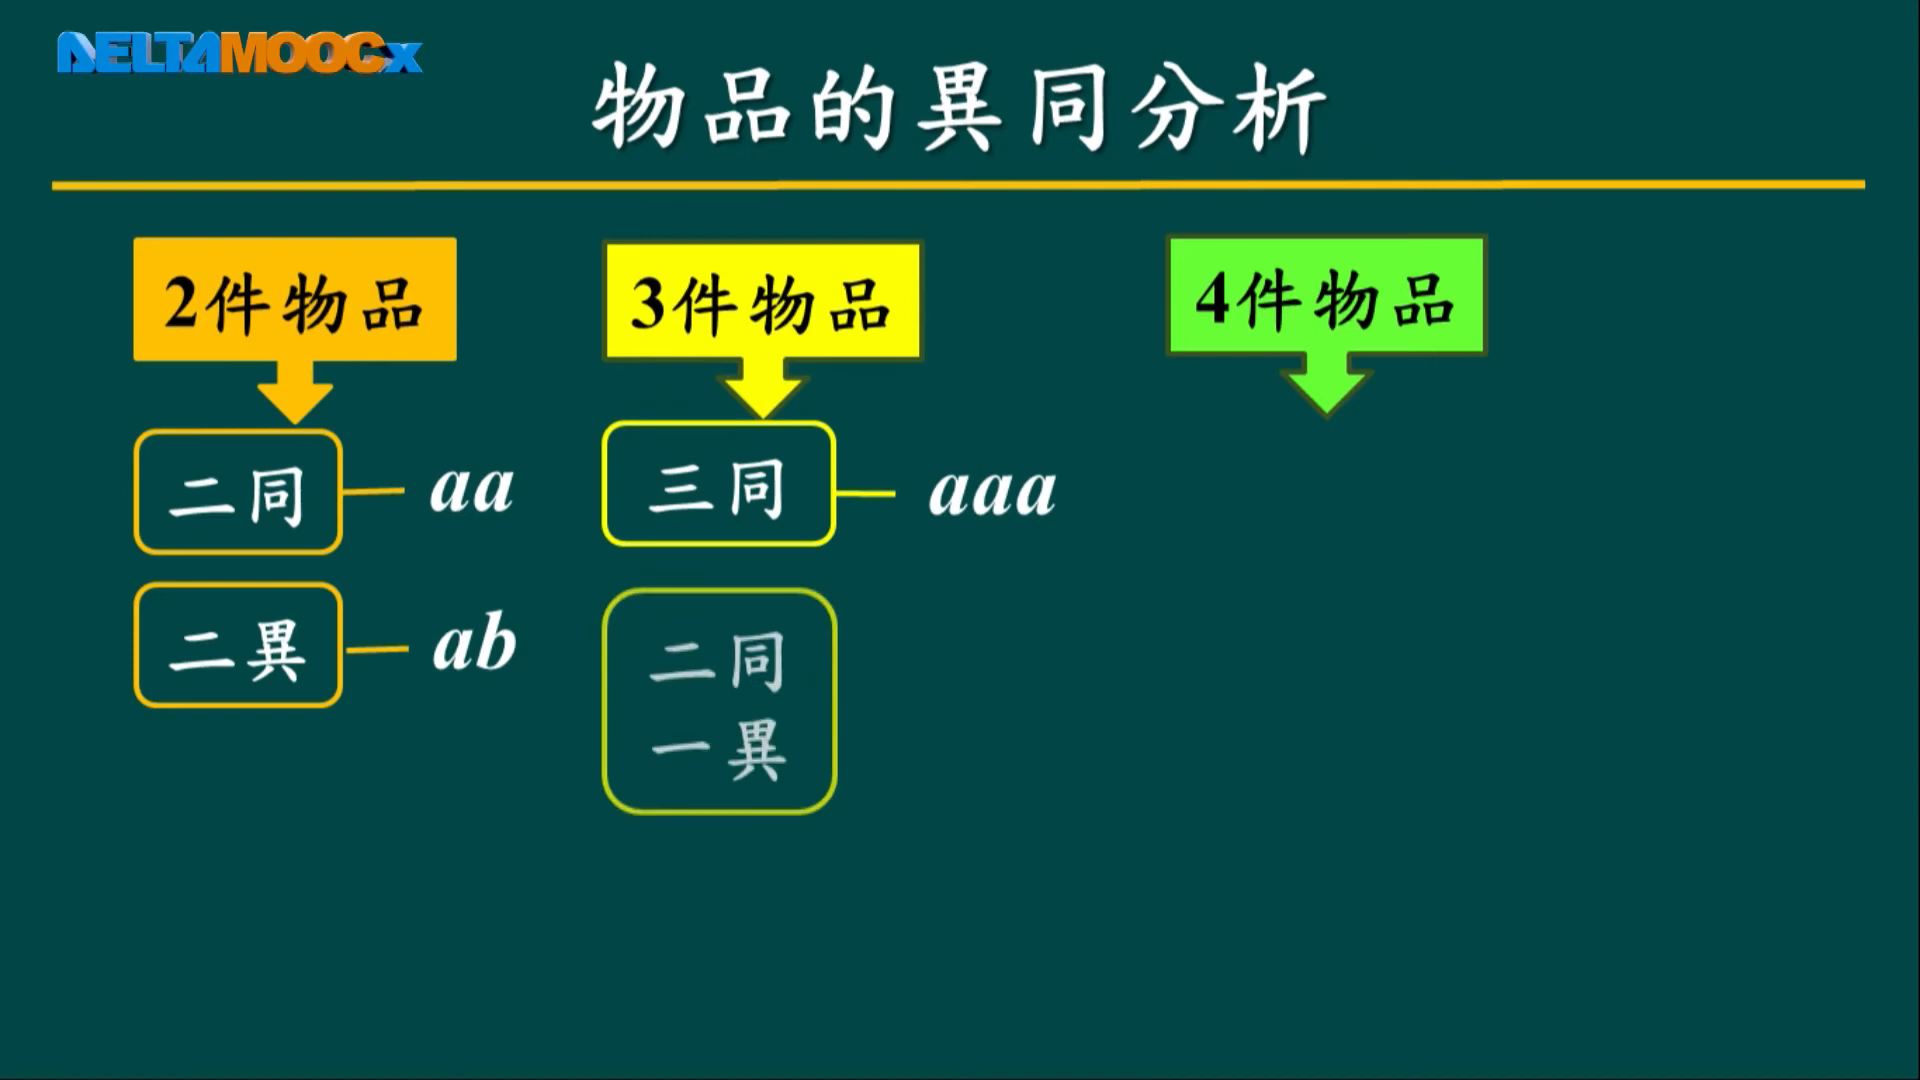 DELTAMOOCx
物品的異同分析
2件物品
二同
aa
二異
ab
3件物品
三同
aaa
二同
一異
4件物品